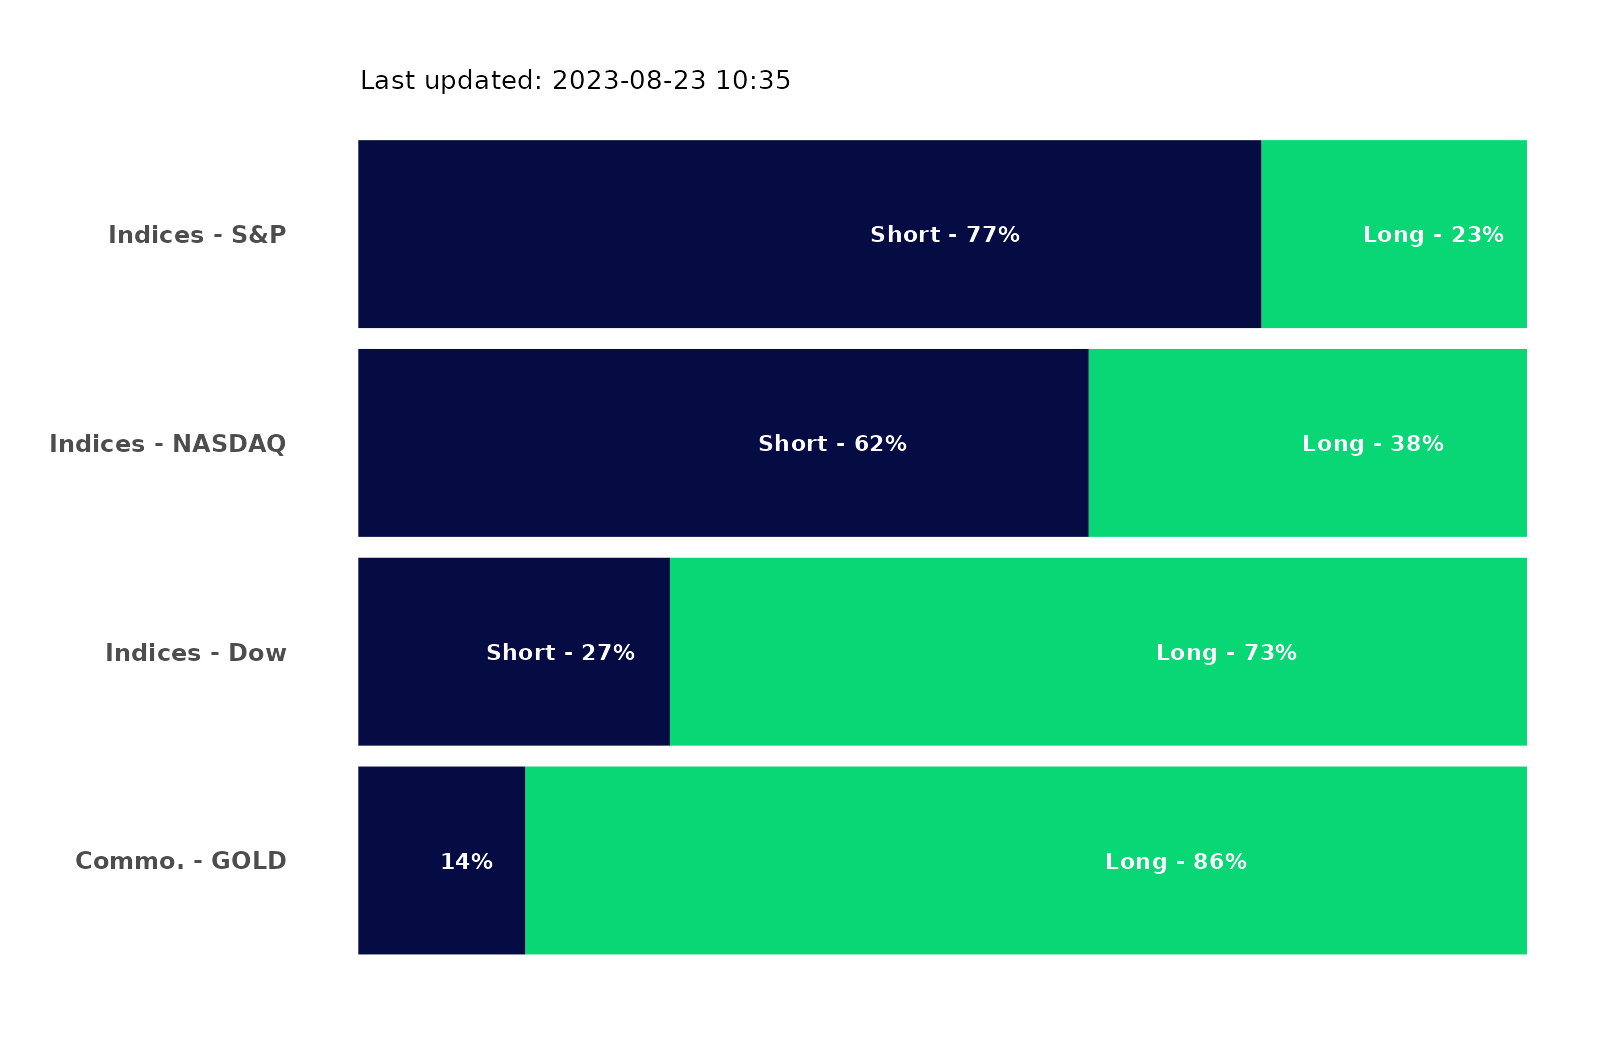 Last updated: 2023-08-23 10:35
Indices - S&P Short - 77% Long - 23%
Indices - NASDAQ Short - 62% Long - 38%
Indices - Dow Short - 27% Long - 73%
Commo. - GOLD 14% Long - 86%